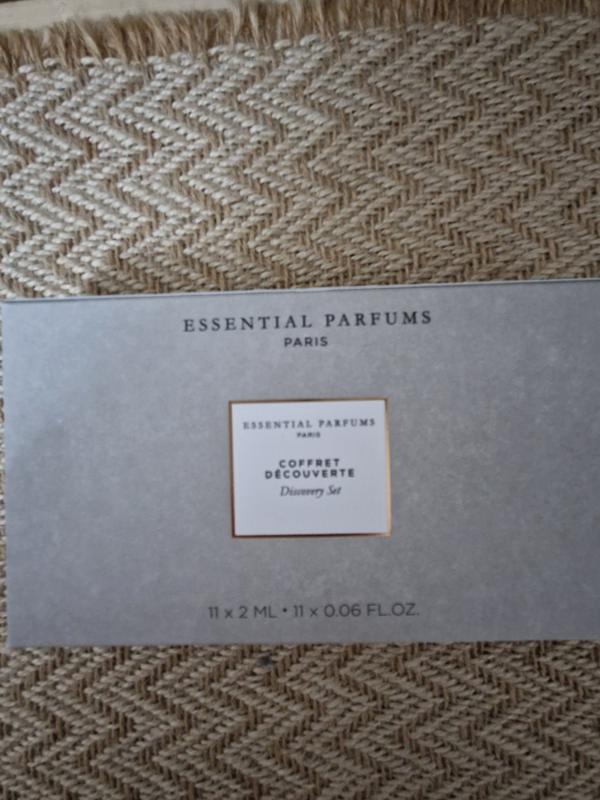 ESSENTIAL PARFUMS
PARIS
ESSENTIAL PARFUMS
PARIS
COFFRET
DÉCOUVERTE
Discovery Set
11 x 2 ML • 11 x 0.06 FL.OZ.